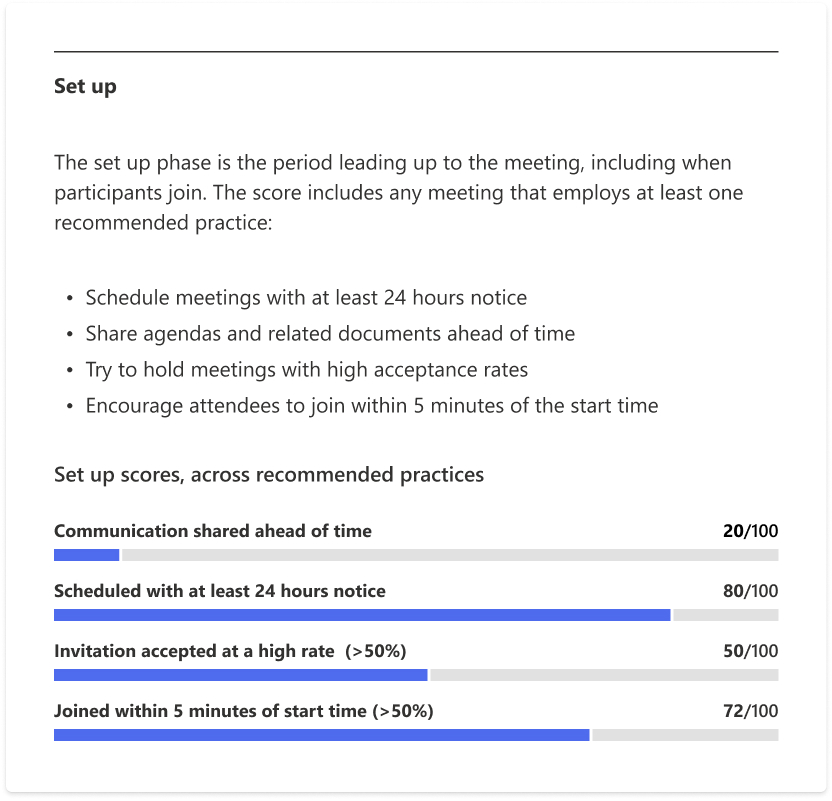 Set up
The set up phase is the period leading up to the meeting, including when
participants join. The score includes any meeting that employs at least one
recommended practice:
• Schedule meetings with at least 24 hours notice
• Share agendas and related documents ahead of time
• Try to hold meetings with high acceptance rates
• Encourage attendees to join within 5 minutes of the start time
Set up scores, across recommended practices
Communication shared ahead of time 20/100
Scheduled with at least 24 hours notice 80/100
Invitation accepted at a high rate (>50%) 50/100
Joined within 5 minutes of start time (>50%) 72/100